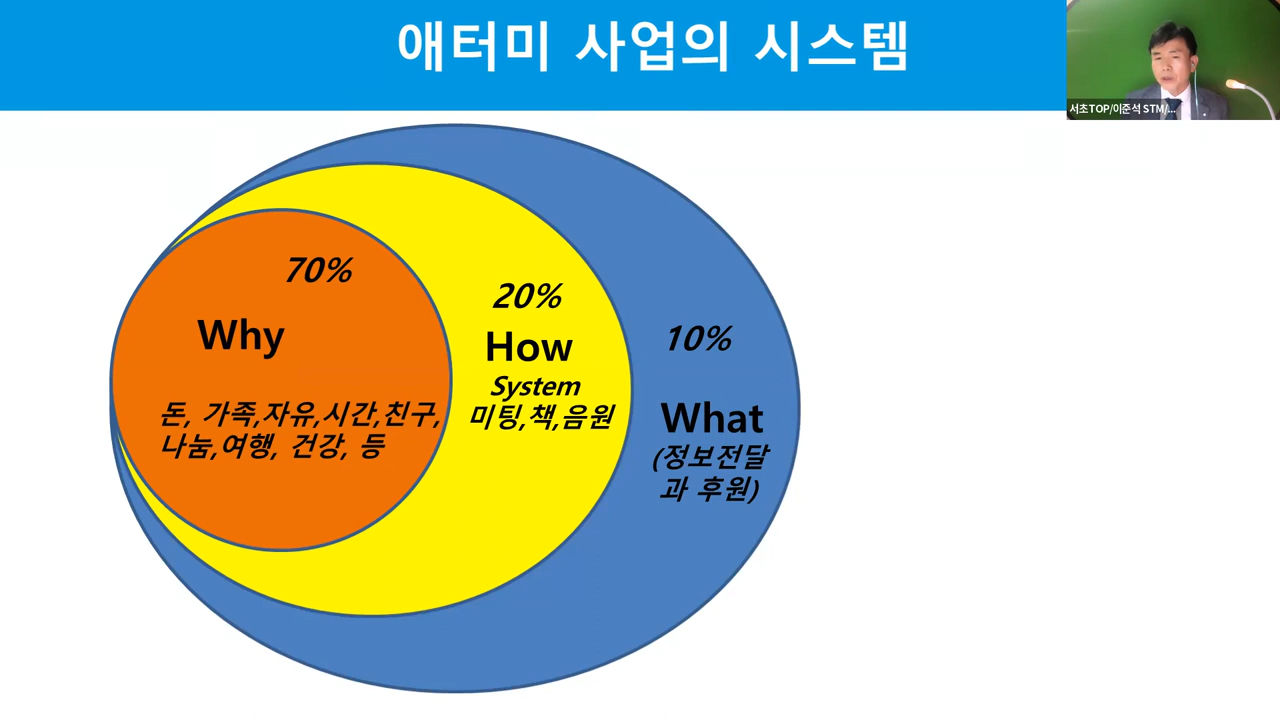 애터미 사업의 시스템
서초TOP/이준석 STM/...
70%
Why
돈, 가족,자유,시간,친구,
나눔,여행, 건강, 등
20%
How
System
미팅,책,음원
10%
What
(정보전달
과 후원)